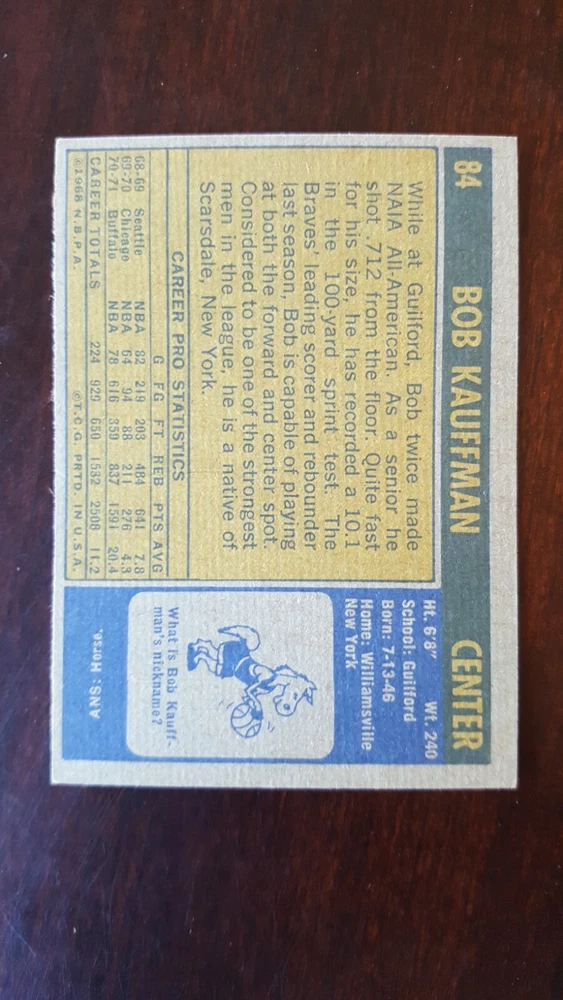 84 BOB KAUFFMAN CENTER
While at Guilford, Bob twice made
NAIA All-American. As a senior he
shot .712 from the floor. Quite fast
for his size, he has recorded a 10.1
in the 100-yard sprint test. The
Braves' leading scorer and rebounder
last season, Bob is capable of playing
at both the forward and center spot.
Considered to be one of the strongest
men in the league, he is a native of
Scarsdale, New York.
CAREER PRO STATISTICS
G FG FT REB PTS AVG
68-69 Seattle NBA 82 219 203 484 641 7.8
69-70 Chicago NBA 64 94 88 211 276 4.3
70-71 Buffalo NBA 78 616 359 837 1591 20.4
CAREER TOTALS 224 929 650 1532 2508 11.2
©1968 N.B.P.A. ©T.C.G. PRTD. IN U.S.A.
Ht. 6'8" Wt. 240
School: Guilford
Born: 7-13-46
Home: Williamsville
New York
What is Bob Kauff-
man's nickname?
ANS: Horse